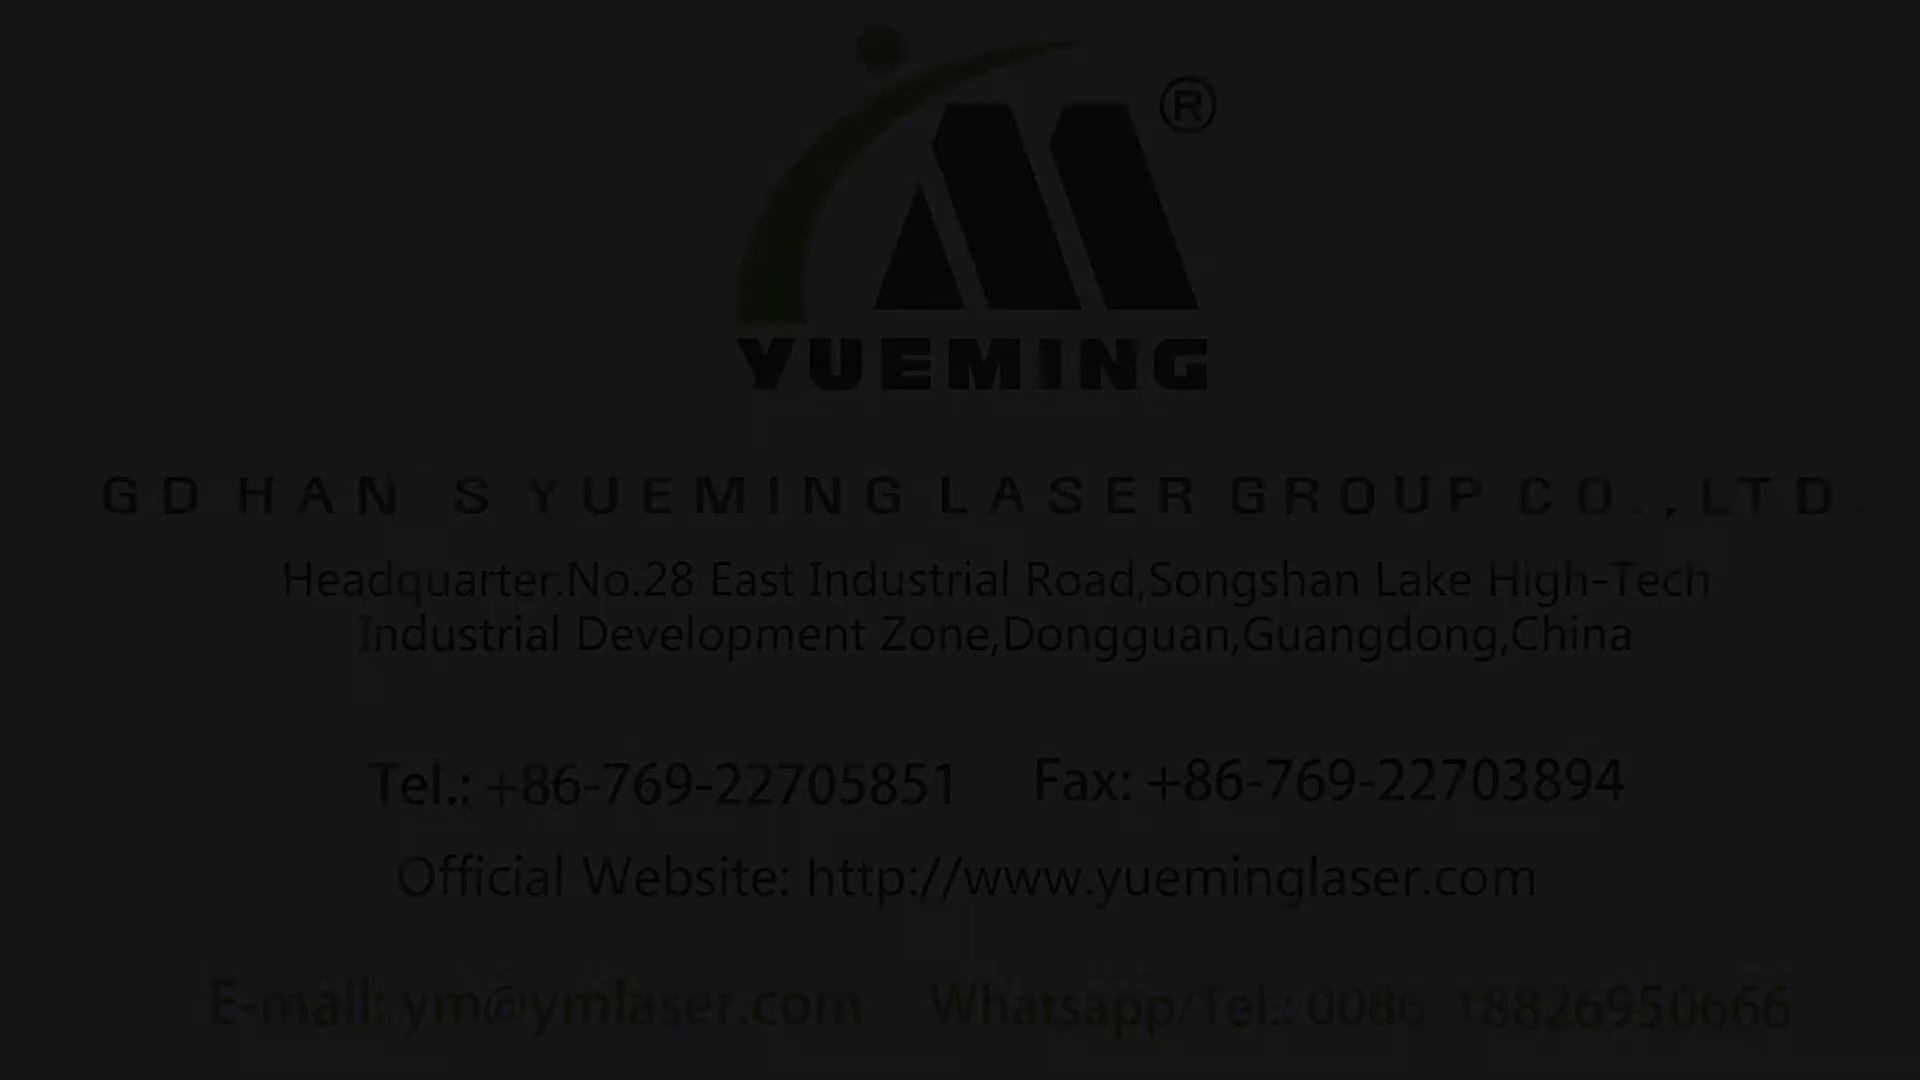 ®
YUEMING
GD HAN'S YUEMING LASER GROUP CO.,LTD.
Headquarter:No.28 East Industrial Road,Songshan Lake High-Tech
Industrial Development Zone,Dongguan,Guangdong,China
Tel.: +86-769-22705851 Fax: +86-769-22703894
Official Website: http://www.yueminglaser.com
E-mail: ym@ymlaser.com Whatsapp/Tel.: 0086-18826950666